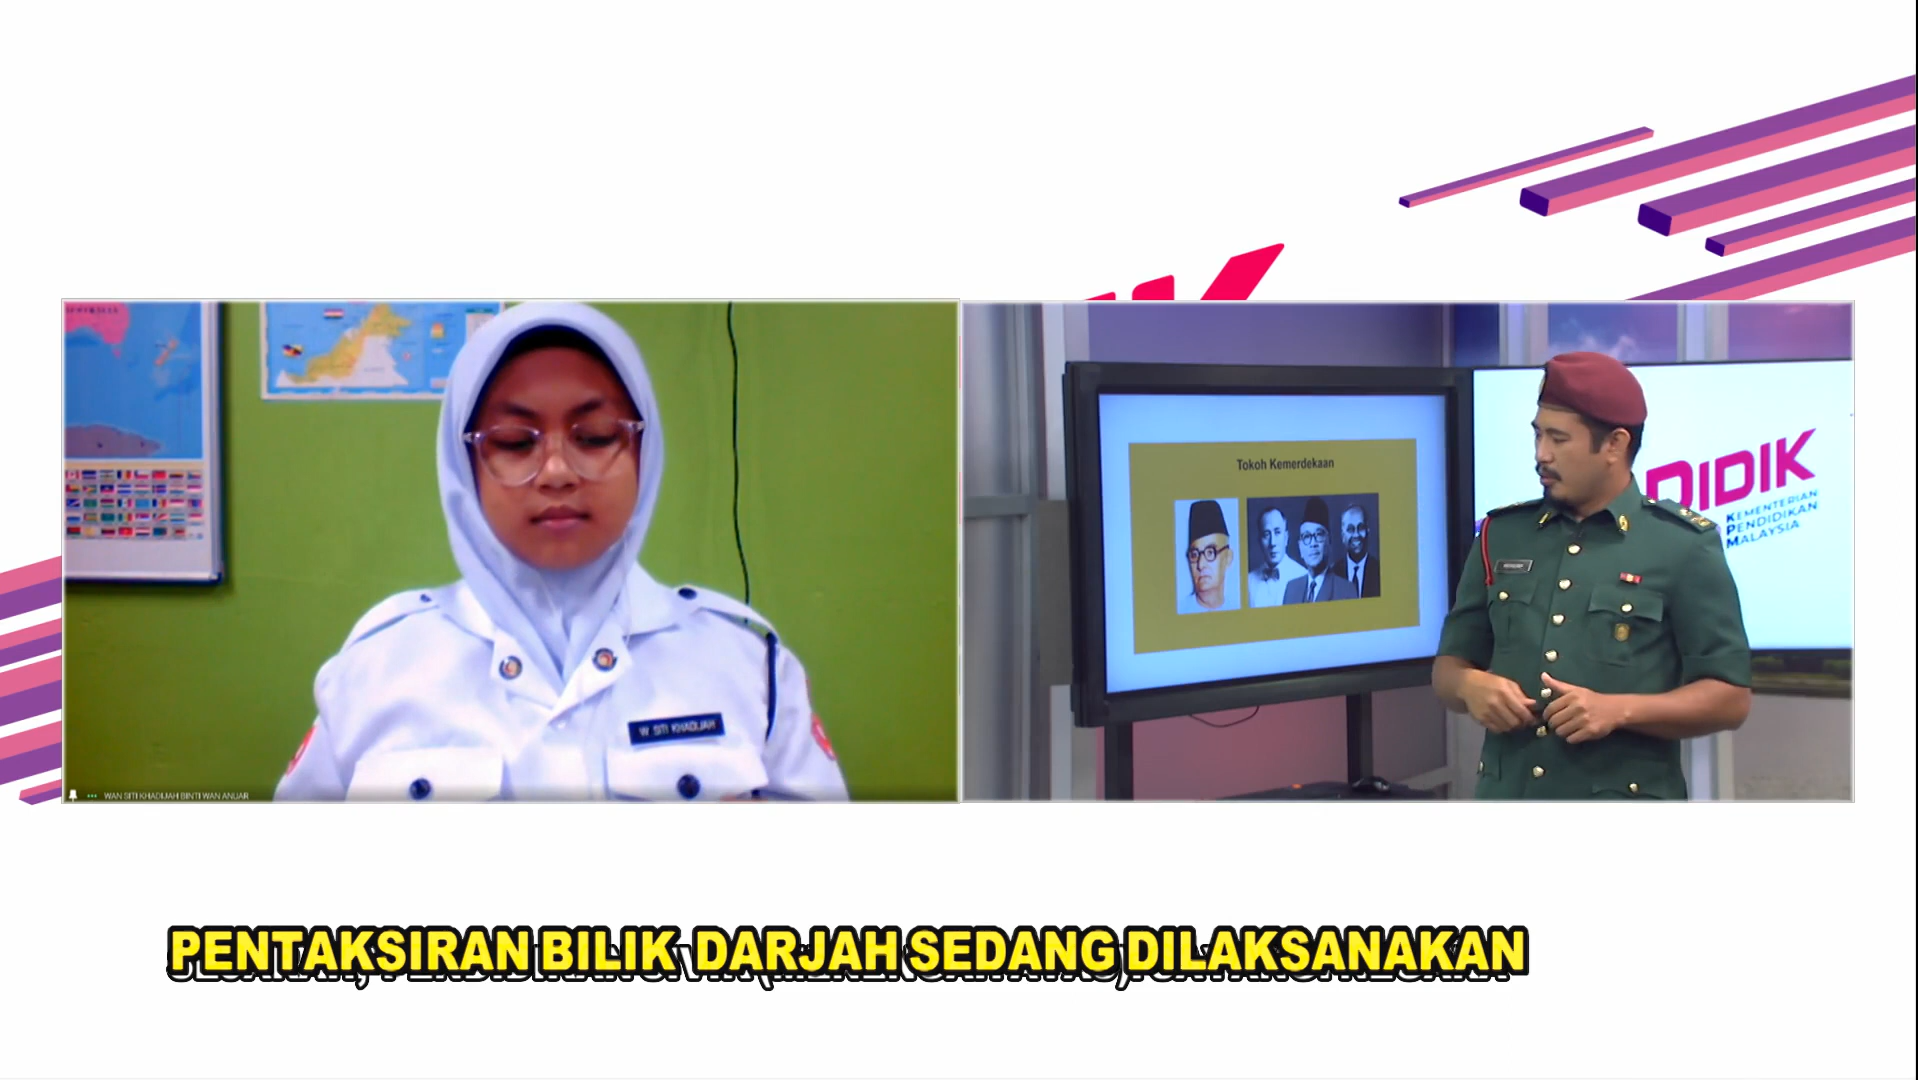 Tokoh Kemerdekaan
DIDIK
KEMENTERIAN
PENDIDIKAN
MALAYSIA
W. SITI KHADIJAH
WAN SITI KHADIJAH BINTI WAN ANUAR
PENTAKSIRAN BILIK DARJAH SEDANG DILAKSANAKAN